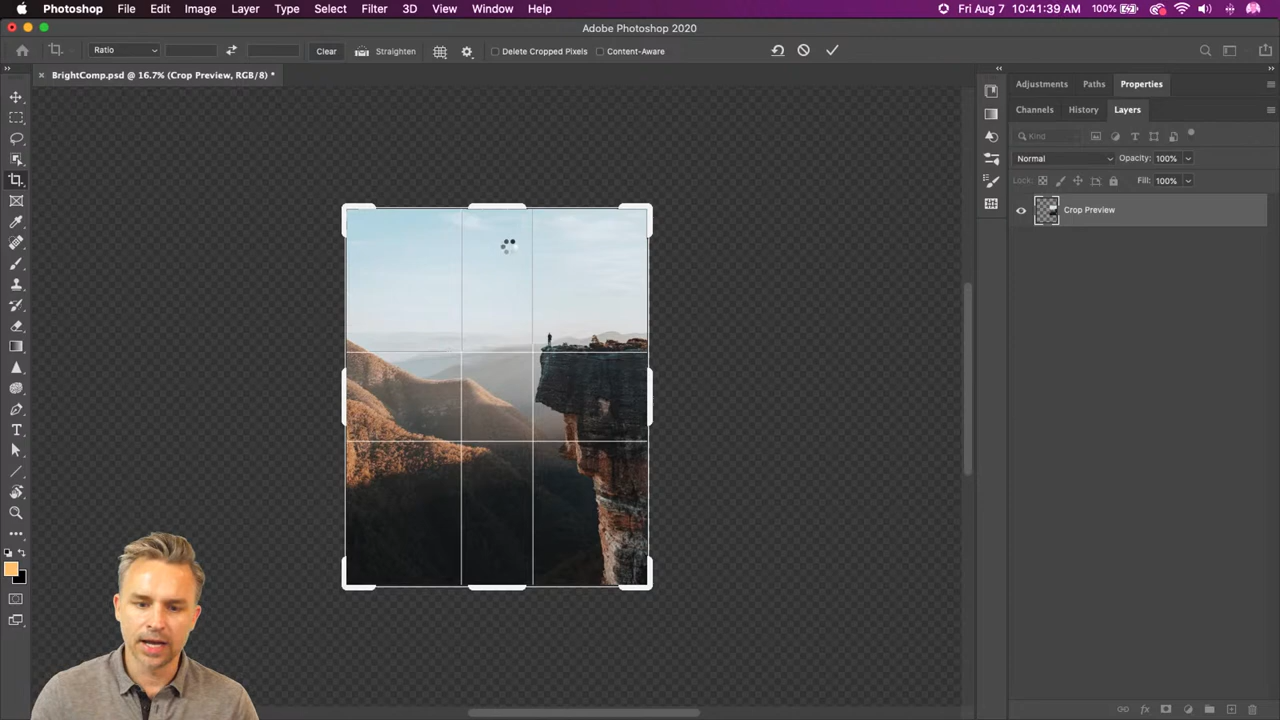 Photoshop File Edit Image Layer Type Select Filter 3D View Window Help 100% Fri Aug 7 10:41:39 AM
Adobe Photoshop 2020
Ratio Clear Straighten Delete Cropped Pixels Content-Aware
× BrightComp.psd @ 16.7% (Crop Preview, RGB/8) *
Adjustments Paths Properties
Channels History Layers
Kind
Normal Opacity: 100%
Lock: Fill: 100%
Crop Preview
fx